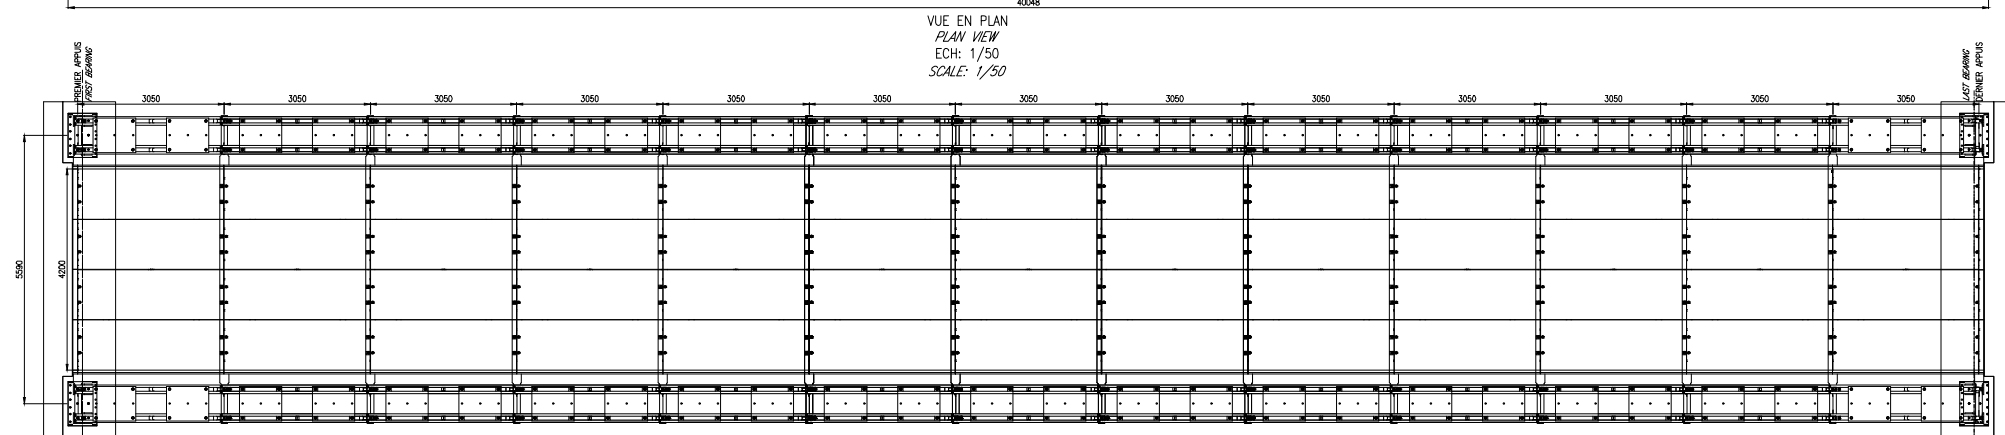 40048
VUE EN PLAN
PLAN VIEW
ECH: 1/50
SCALE: 1/50
PREMIER APPUIS
FIRST BEARING
LAST BEARING
DERNIER APPUIS
3050 3050 3050 3050 3050 3050 3050 3050 3050 3050 3050 3050 3050
5590
4200